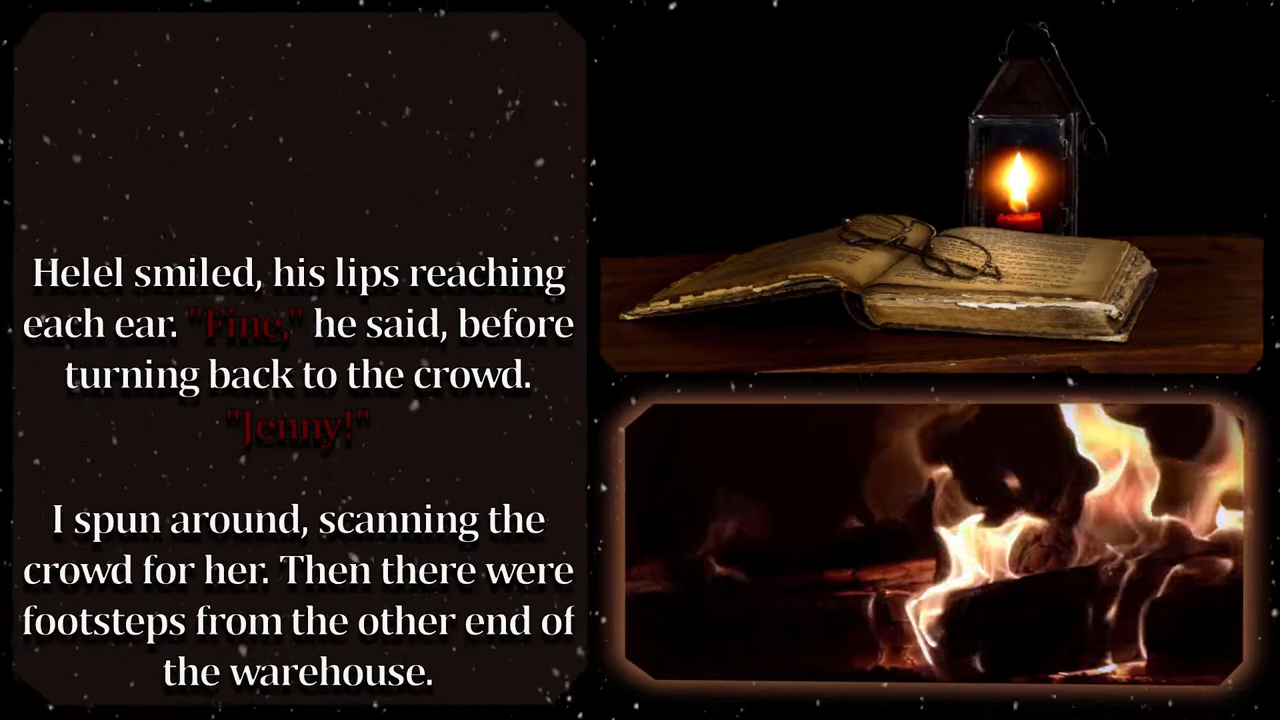 Helel smiled, his lips reaching
each ear. "Fine," he said, before
turning back to the crowd.
"Jenny!"
I spun around, scanning the
crowd for her. Then there were
footsteps from the other end of
the warehouse.